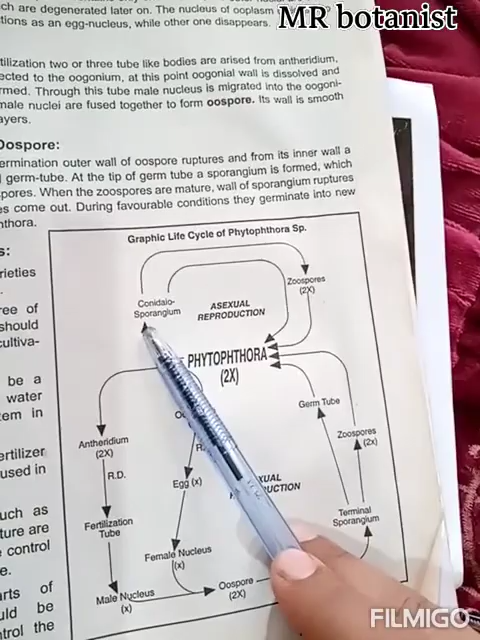 MR botanist
ch are degenerated later on. The nucleus of ooplasm
tions as an egg-nucleus, while other one disappears.
tilization two or three tube like bodies are arised from antheridium,
ected to the oogonium, at this point oogonial wall is dissolved and
rmed. Through this tube male nucleus is migrated into the oogoni-
male nuclei are fused together to form oospore. Its wall is smooth
ayers.
Oospore:
ermination outer wall of oospore ruptures and from its inner wall a
germ-tube. At the tip of germ tube a sporangium is formed, which
pores. When the zoospores are mature, wall of sporangium ruptures
es come out. During favourable conditions they germinate into new
hthora.
s:
rieties
ree of
should
cultiva-
be a
water
em in
ertilizer
used in
uch as
ture are
control
e.
arts of
uld be
ntrol the
Graphic Life Cycle of Phytophthora Sp.
Zoospores
(2X)
Conidaio-
Sporangium
ASEXUAL
REPRODUCTION
PHYTOPHTHORA
(2X)
Germ Tube
Antheridium
(2X)
Zoospores
(2x)
R.D.
Egg (x)
XUAL
UCTION
Terminal
Sporangium
Fertilization
Tube
Female Nucleus
(x)
Male Nucleus
(x)
Oospore
(2X)
FILMIGO